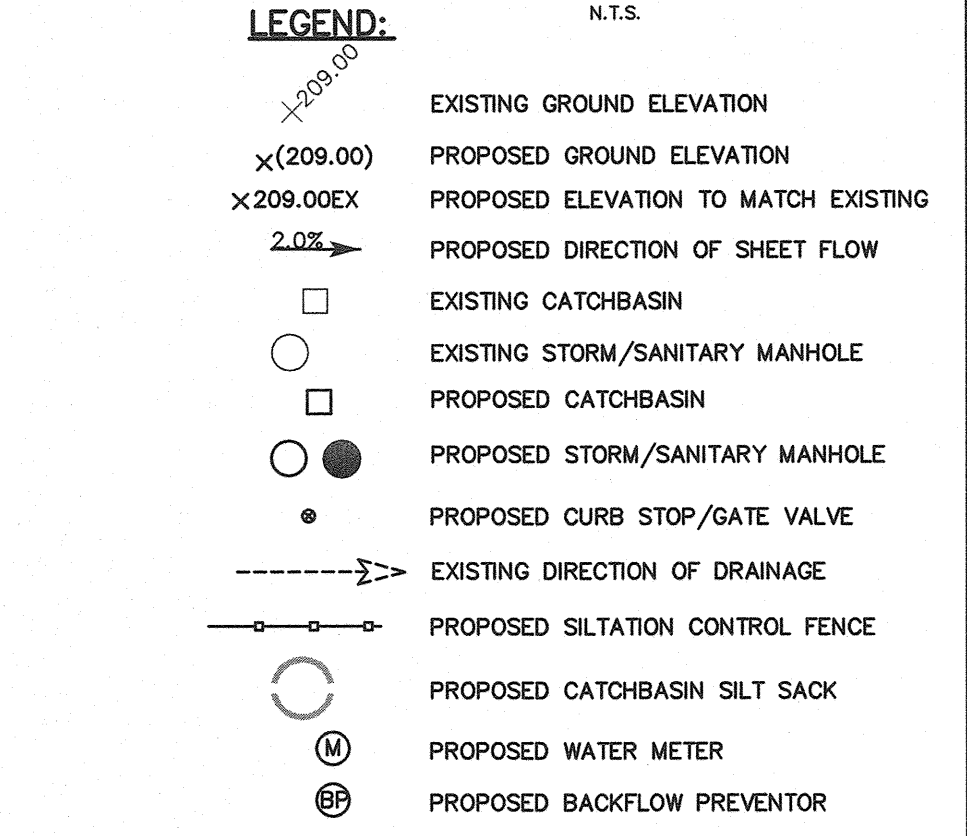 LEGEND:
N.T.S.
209.00
EXISTING GROUND ELEVATION
×(209.00) PROPOSED GROUND ELEVATION
×209.00EX PROPOSED ELEVATION TO MATCH EXISTING
2.0% PROPOSED DIRECTION OF SHEET FLOW
EXISTING CATCHBASIN
EXISTING STORM/SANITARY MANHOLE
PROPOSED CATCHBASIN
PROPOSED STORM/SANITARY MANHOLE
PROPOSED CURB STOP/GATE VALVE
EXISTING DIRECTION OF DRAINAGE
PROPOSED SILTATION CONTROL FENCE
PROPOSED CATCHBASIN SILT SACK
M PROPOSED WATER METER
BP PROPOSED BACKFLOW PREVENTOR